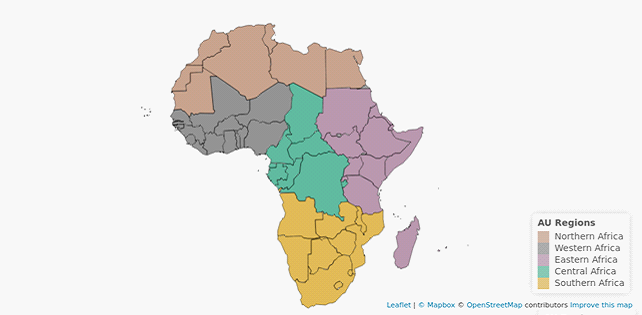 AU Regions
Northern Africa
Western Africa
Eastern Africa
Central Africa
Southern Africa
Leaflet | © Mapbox © OpenStreetMap contributors Improve this map